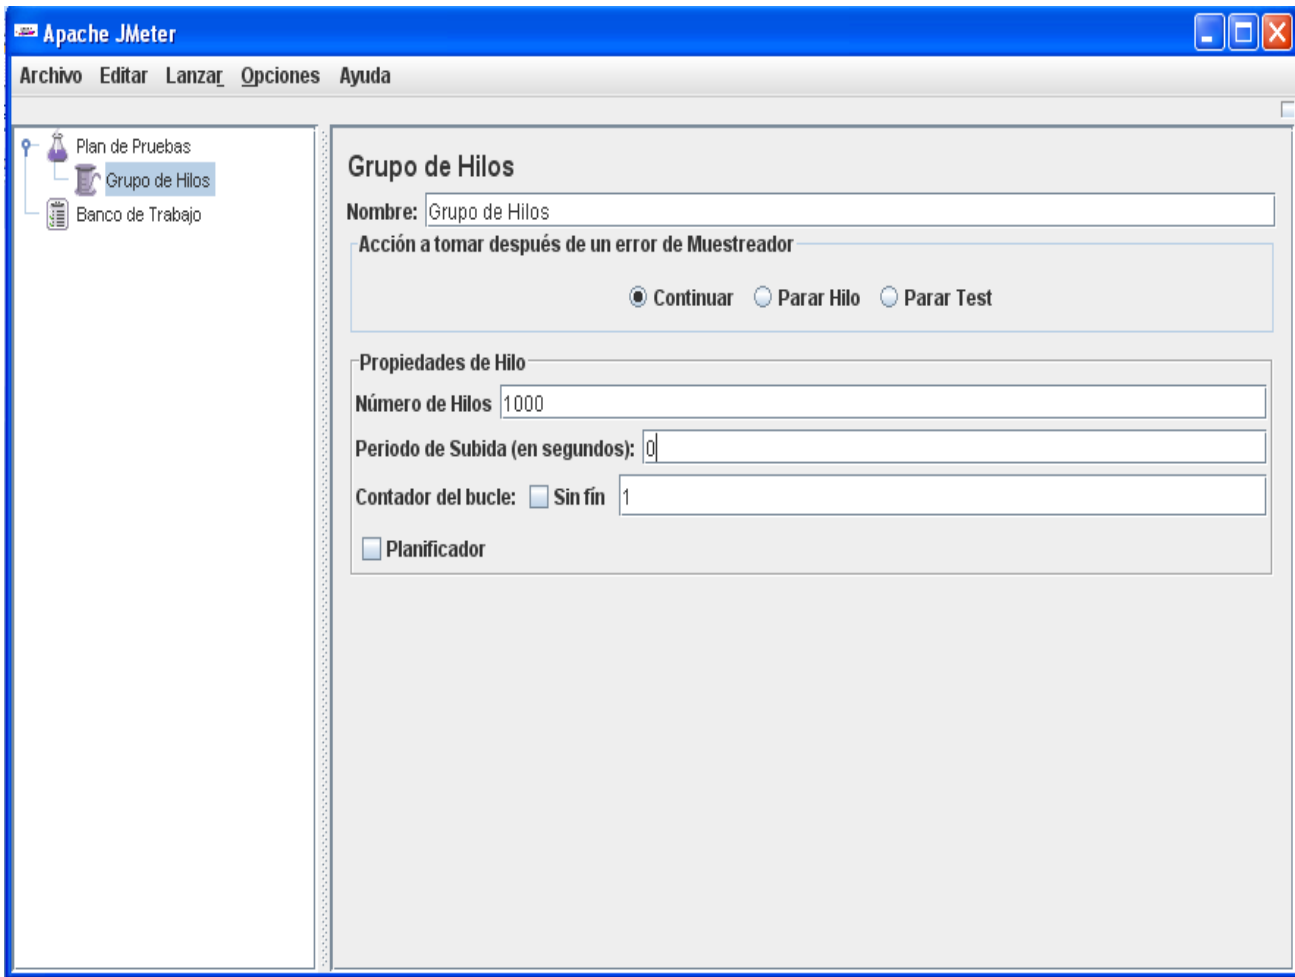 Apache JMeter
Archivo Editar Lanzar Opciones Ayuda
Plan de Pruebas
Grupo de Hilos
Banco de Trabajo
Grupo de Hilos
Nombre: Grupo de Hilos
Acción a tomar después de un error de Muestreador
Continuar Parar Hilo Parar Test
Propiedades de Hilo
Número de Hilos 1000
Periodo de Subida (en segundos): 0
Contador del bucle: Sin fín 1
Planificador